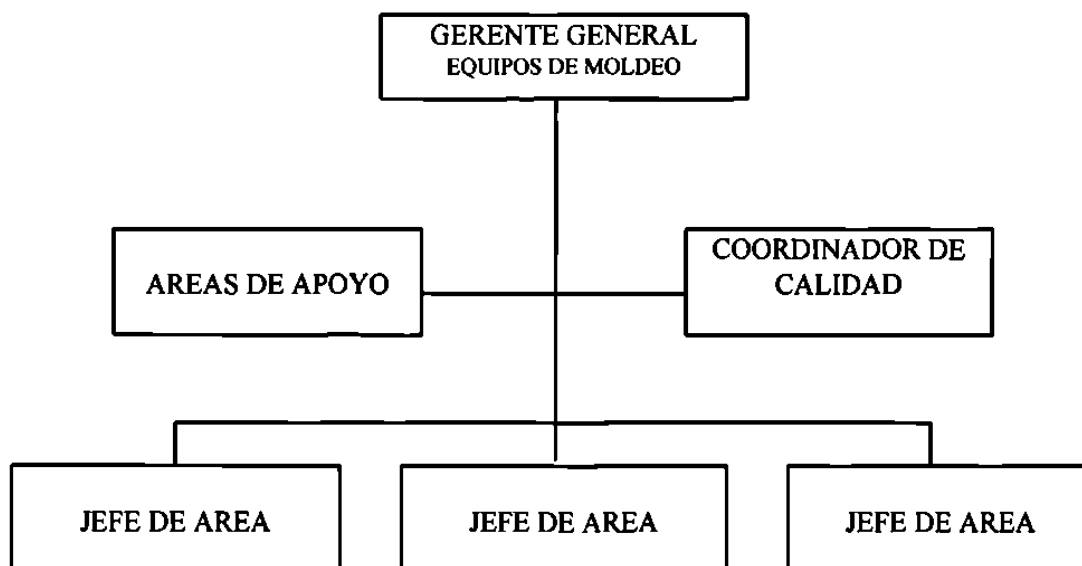 GERENTE GENERAL
EQUIPOS DE MOLDEO
AREAS DE APOYO
COORDINADOR DE
CALIDAD
JEFE DE AREA
JEFE DE AREA
JEFE DE AREA